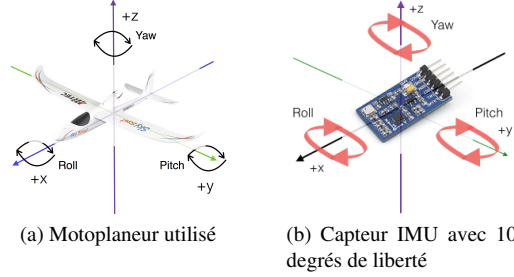 +z
Yaw
Roll
+x
Pitch
+y
(a) Motoplaneur utilisé
+z
Yaw
Roll
+x
Pitch
+y
(b) Capteur IMU avec 10
degrés de liberté